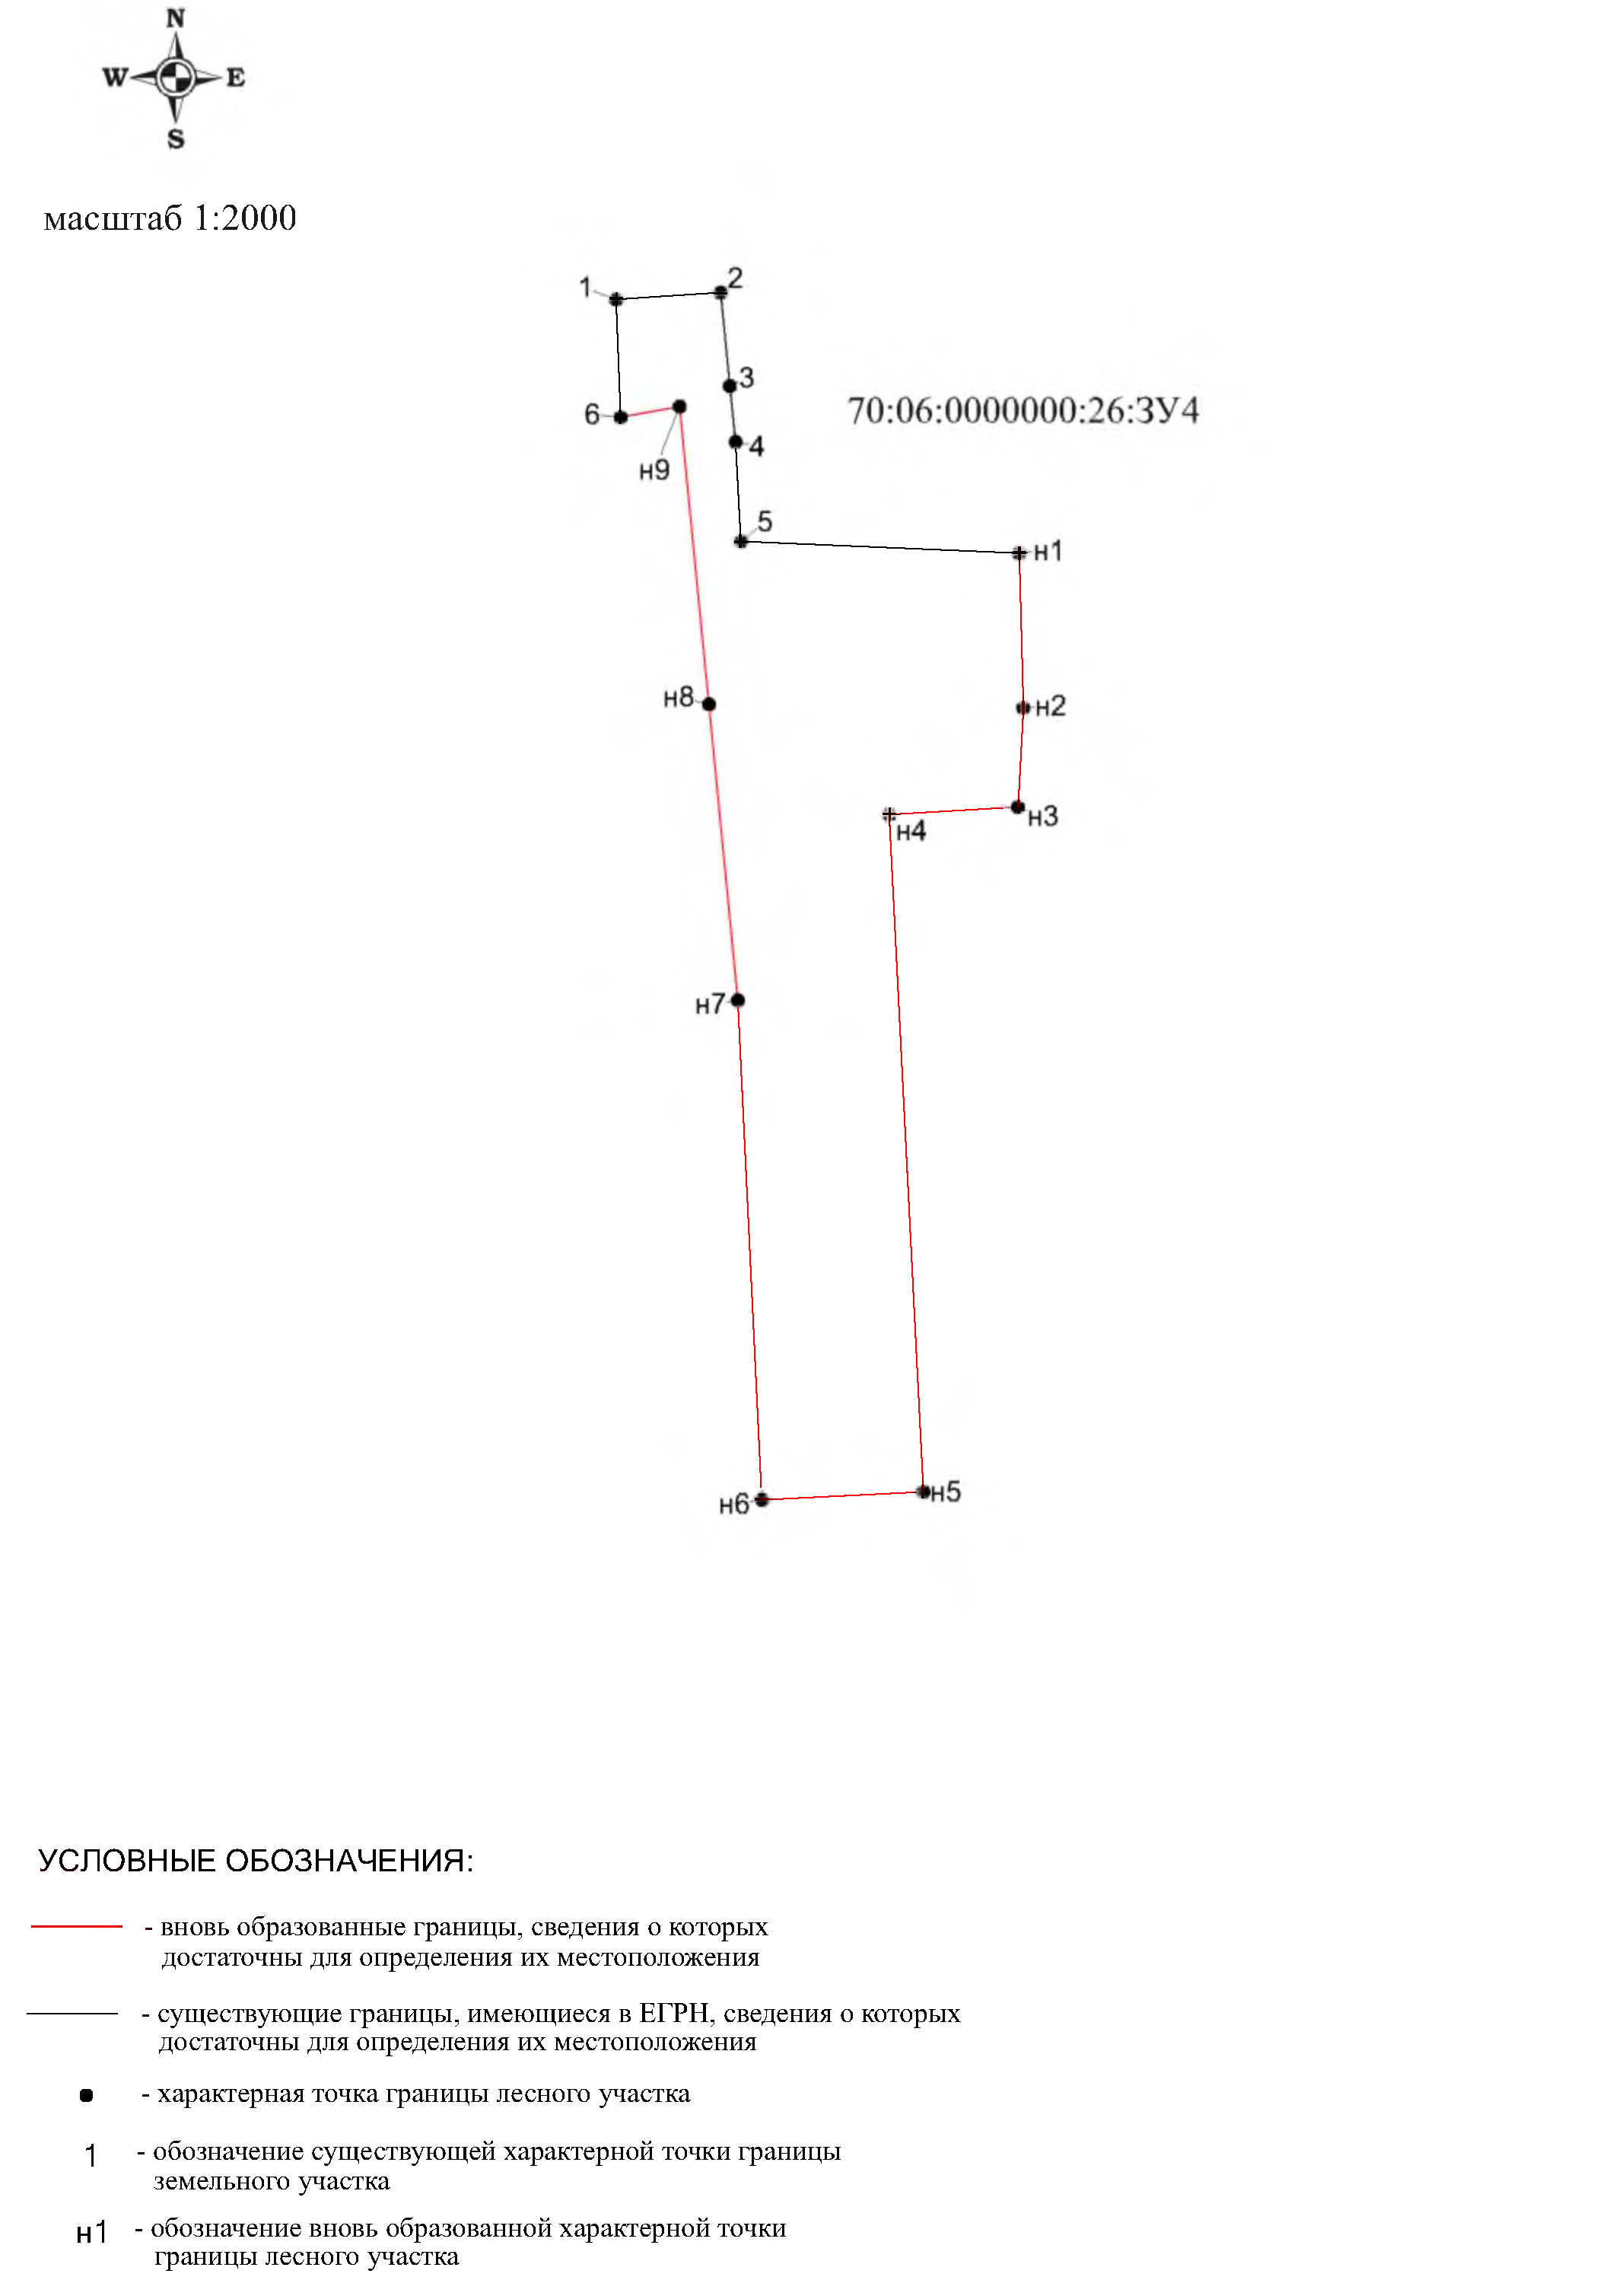 N
W E
S
масштаб 1:2000
1
2
3
6
70:06:0000000:26:ЗУ4
4
н9
5
н1
н8
н2
н3
н4
н7
н5
н6
УСЛОВНЫЕ ОБОЗНАЧЕНИЯ:
- вновь образованные границы, сведения о которых
достаточны для определения их местоположения
- существующие границы, имеющиеся в ЕГРН, сведения о которых
достаточны для определения их местоположения
- характерная точка границы лесного участка
1 - обозначение существующей характерной точки границы
земельного участка
н1 - обозначение вновь образованной характерной точки
границы лесного участка